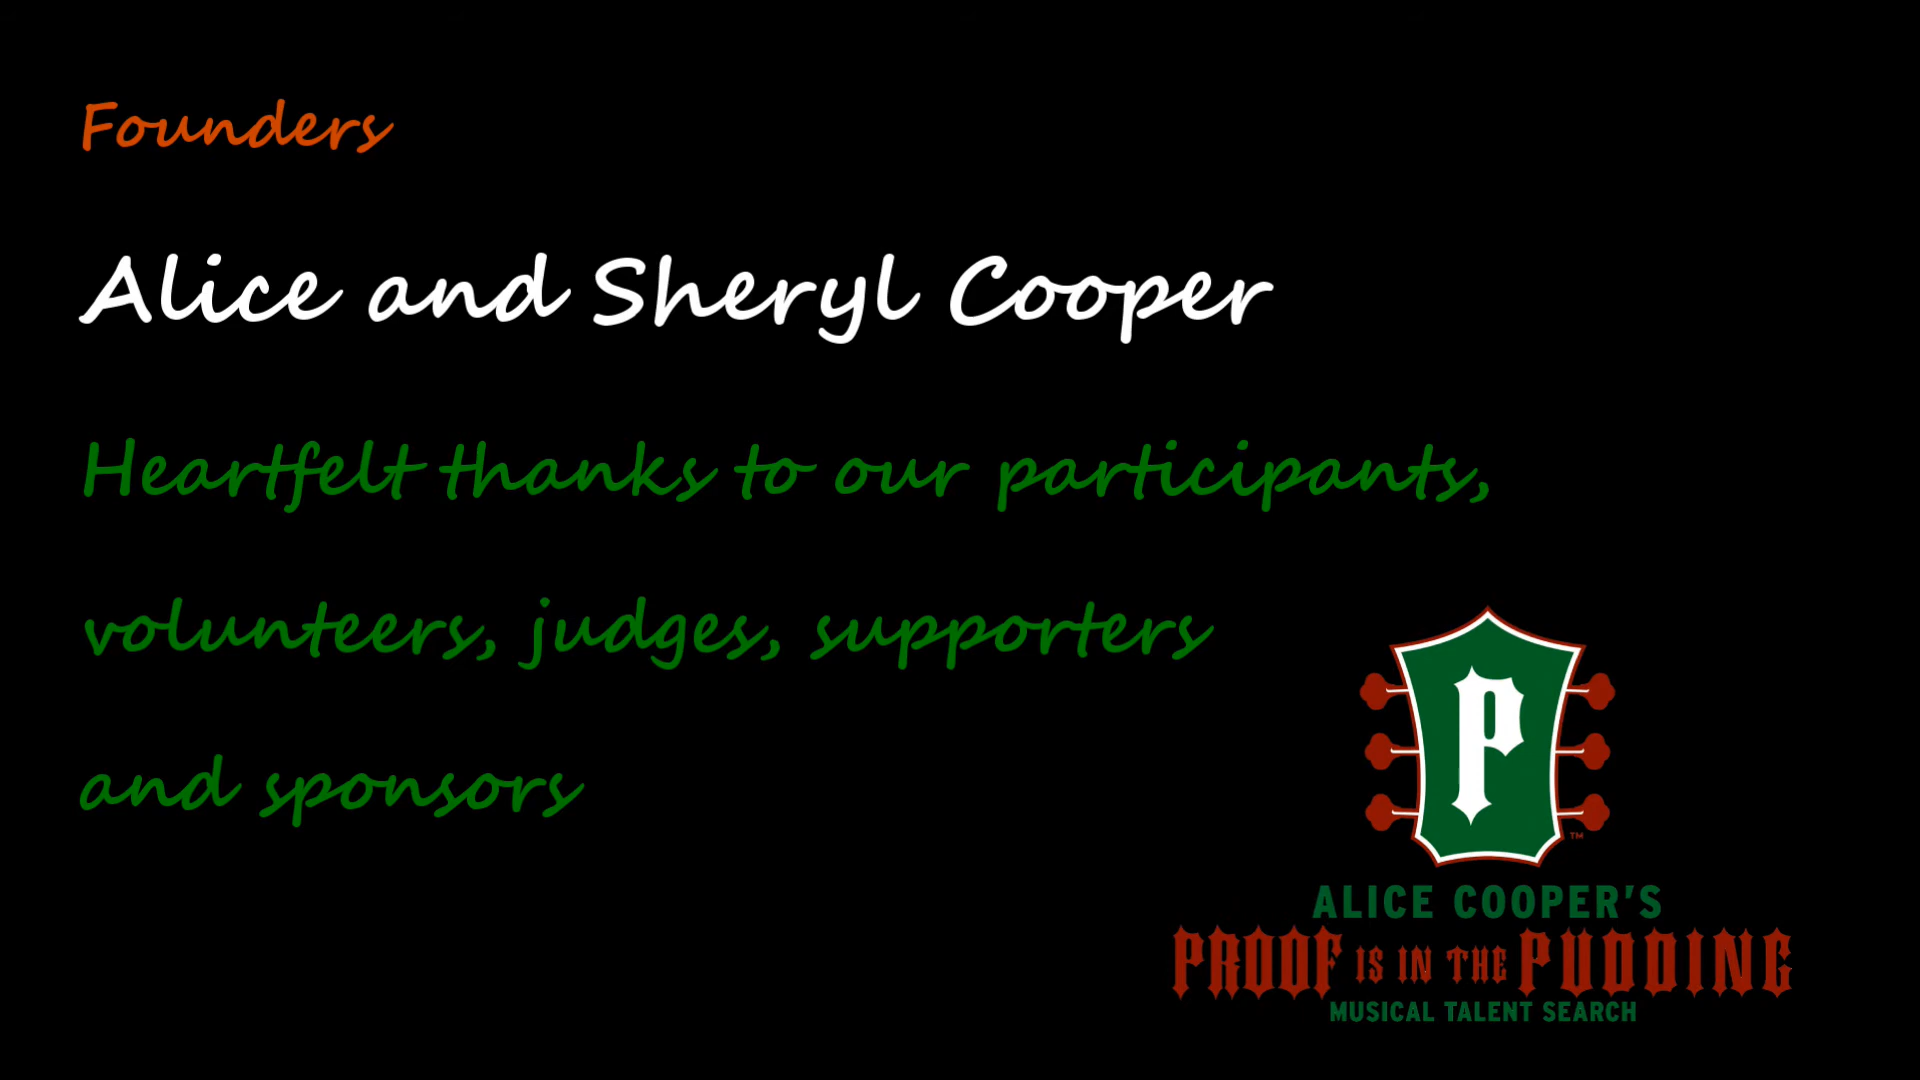 Founders
Alice and Sheryl Cooper
Heartfelt thanks to our participants,
volunteers, judges, supporters
and sponsors
P
TM
ALICE COOPER'S
PROOF IS IN THE PUDDING
MUSICAL TALENT SEARCH